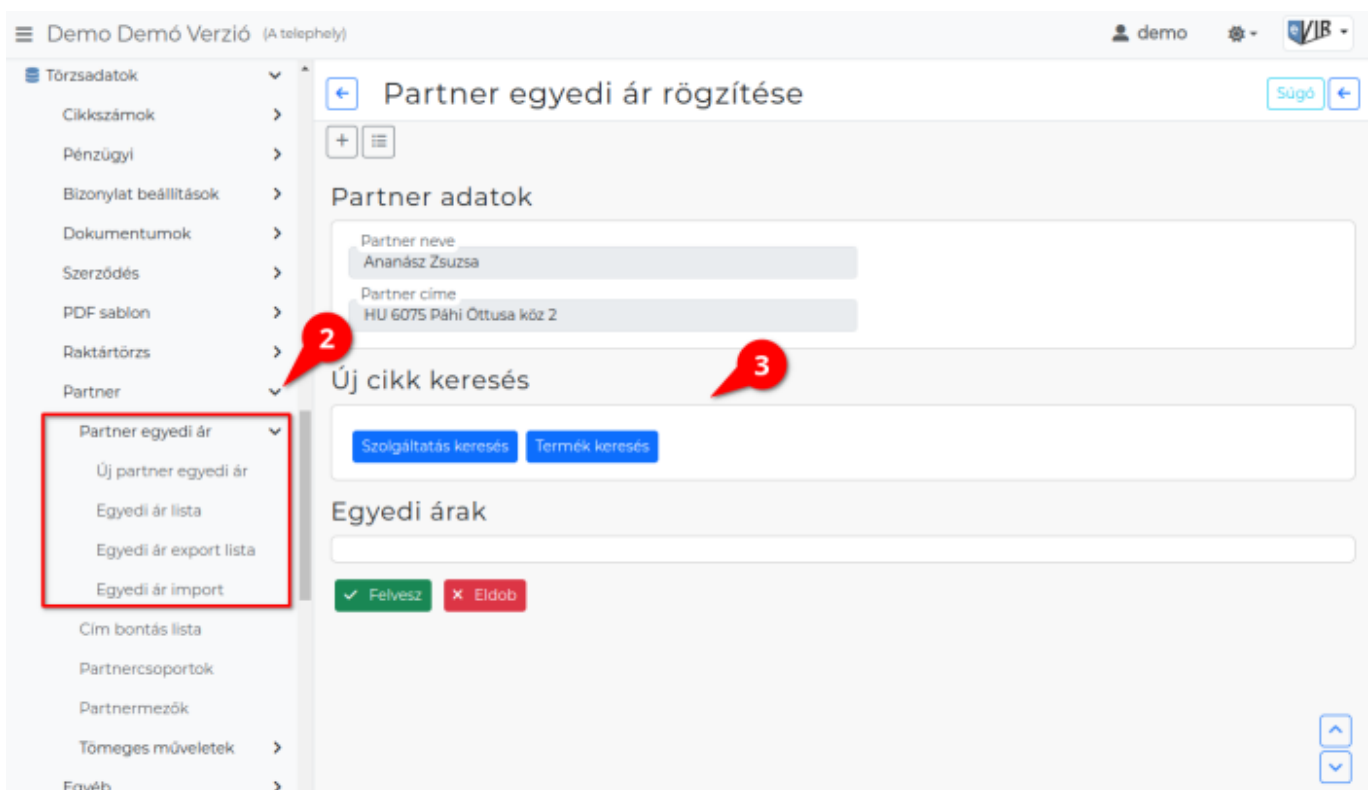 Demo Demó Verzió (A telephely)
demo
eVIR
Törzsadatok
Cikkszámok
Pénzügyi
Bizonylat beállítások
Dokumentumok
Szerződés
PDF sablon
Raktártörzs
Partner
Partner egyedi ár
Új partner egyedi ár
Egyedi ár lista
Egyedi ár export lista
Egyedi ár import
Cím bontás lista
Partnercsoportok
Partnermezők
Tömeges műveletek
Egyéb
2
Partner egyedi ár rögzítése
Súgó
Partner adatok
Partner neve
Ananász Zsuzsa
Partner címe
HU 6075 Páhi Öttusa köz 2
3
Új cikk keresés
Szolgáltatás keresés Termék keresés
Egyedi árak
Felvesz Eldob